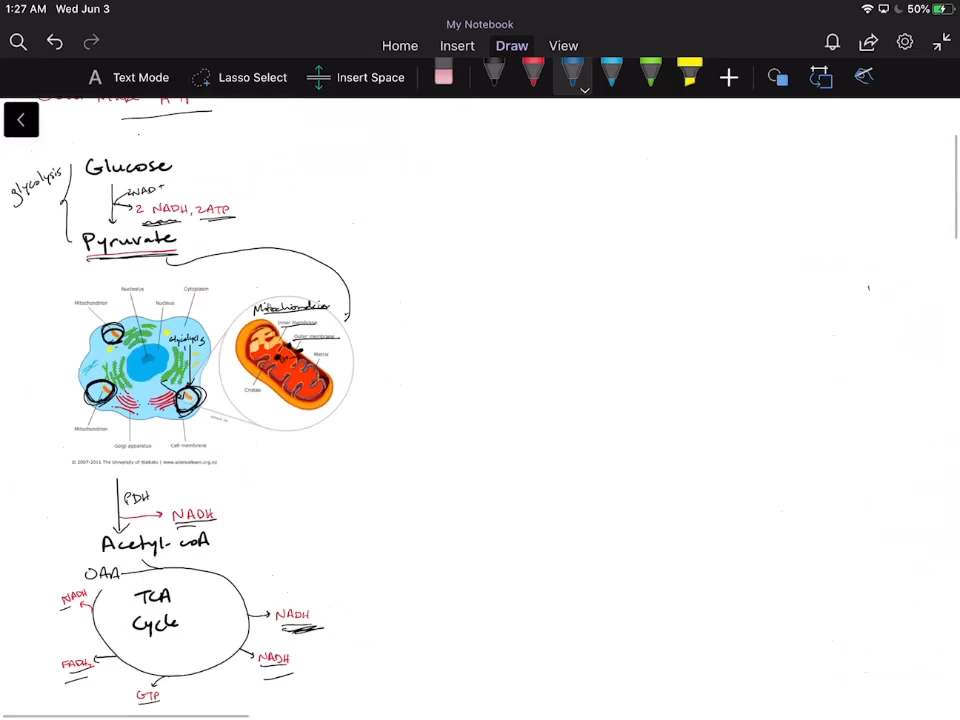 1:27 AM Wed Jun 3
50%
My Notebook
Home Insert Draw View
A Text Mode Lasso Select Insert Space
glycolysis
Glucose
2NAD+
2 NADH, 2ATP
Pyruvate
Nucleolus Cytoplasm
Mitochondrion Nucleus
Mitochondrion
Inner membrane
Outer membrane
Glycolysis
Matrix
Cristae
Mitochondrion
Golgi apparatus Cell membrane
© 2007-2011 The University of Waikato | www.sciencelearn.org.nz
PDH
NADH
Acetyl-coA
OAA
NADH
TCA
Cycle
NADH
NADH
FADH2
GTP